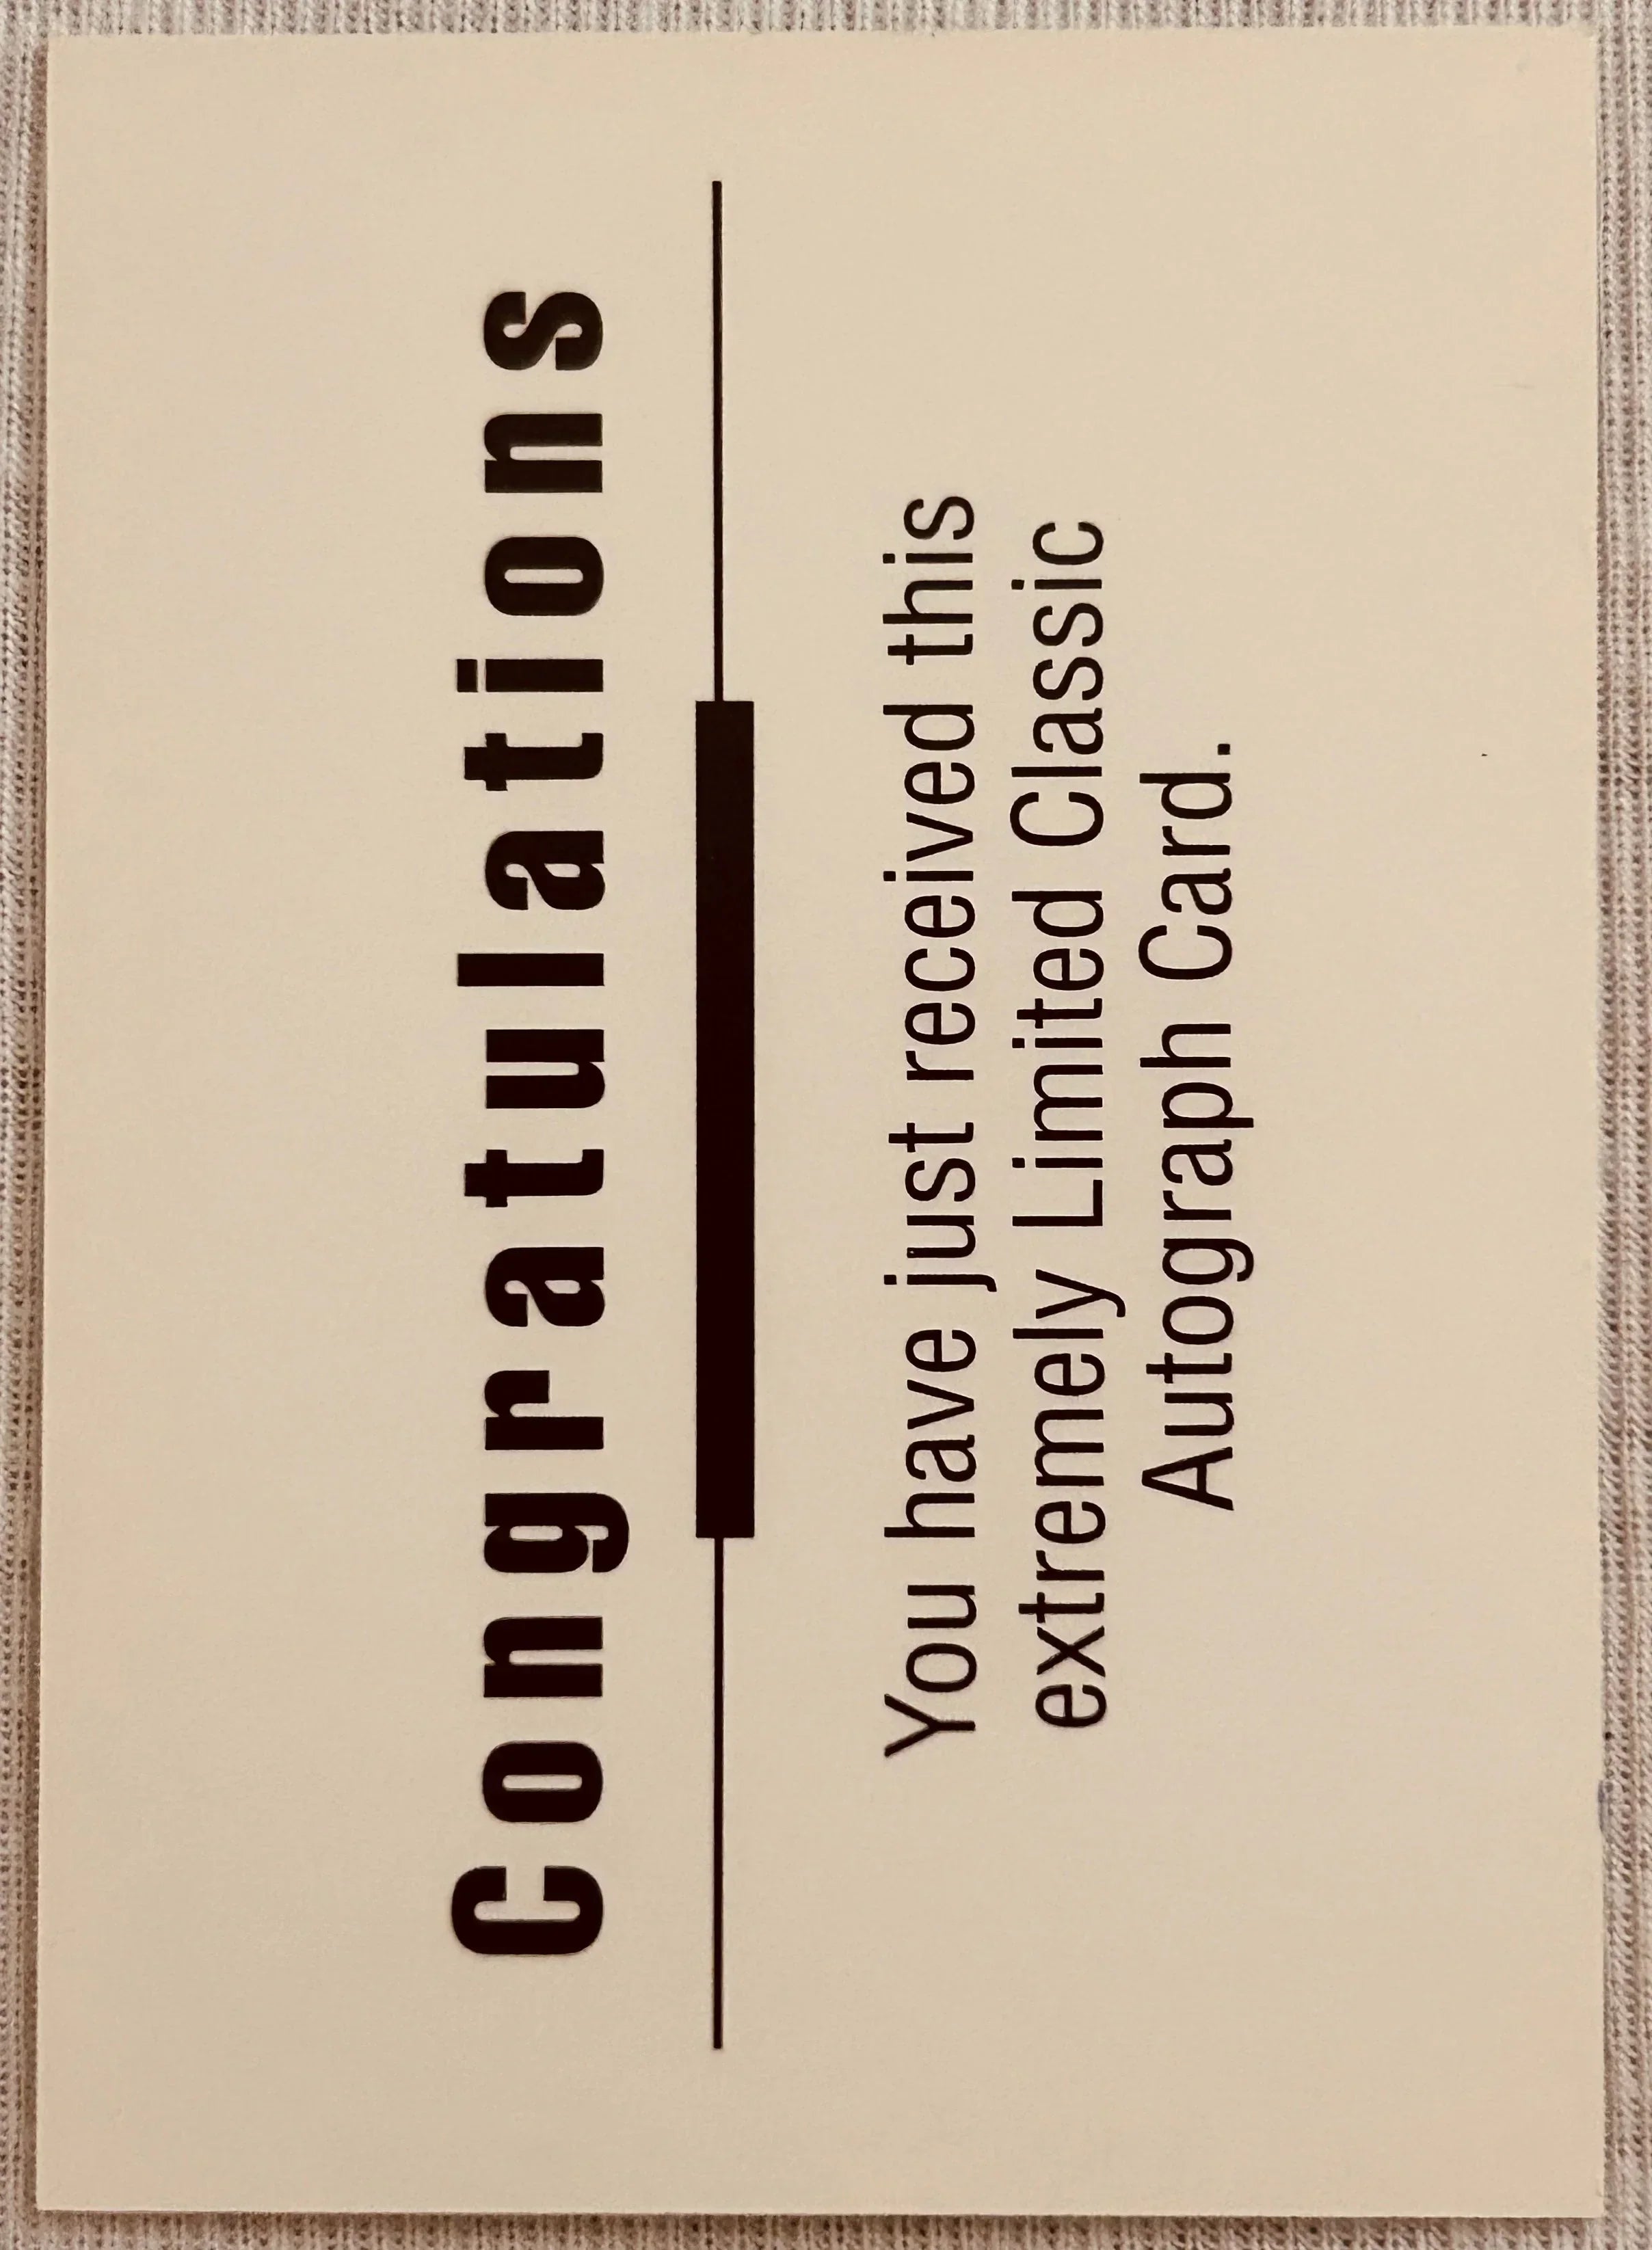 Congratulations
You have just received this
extremely Limited Classic
Autograph Card.